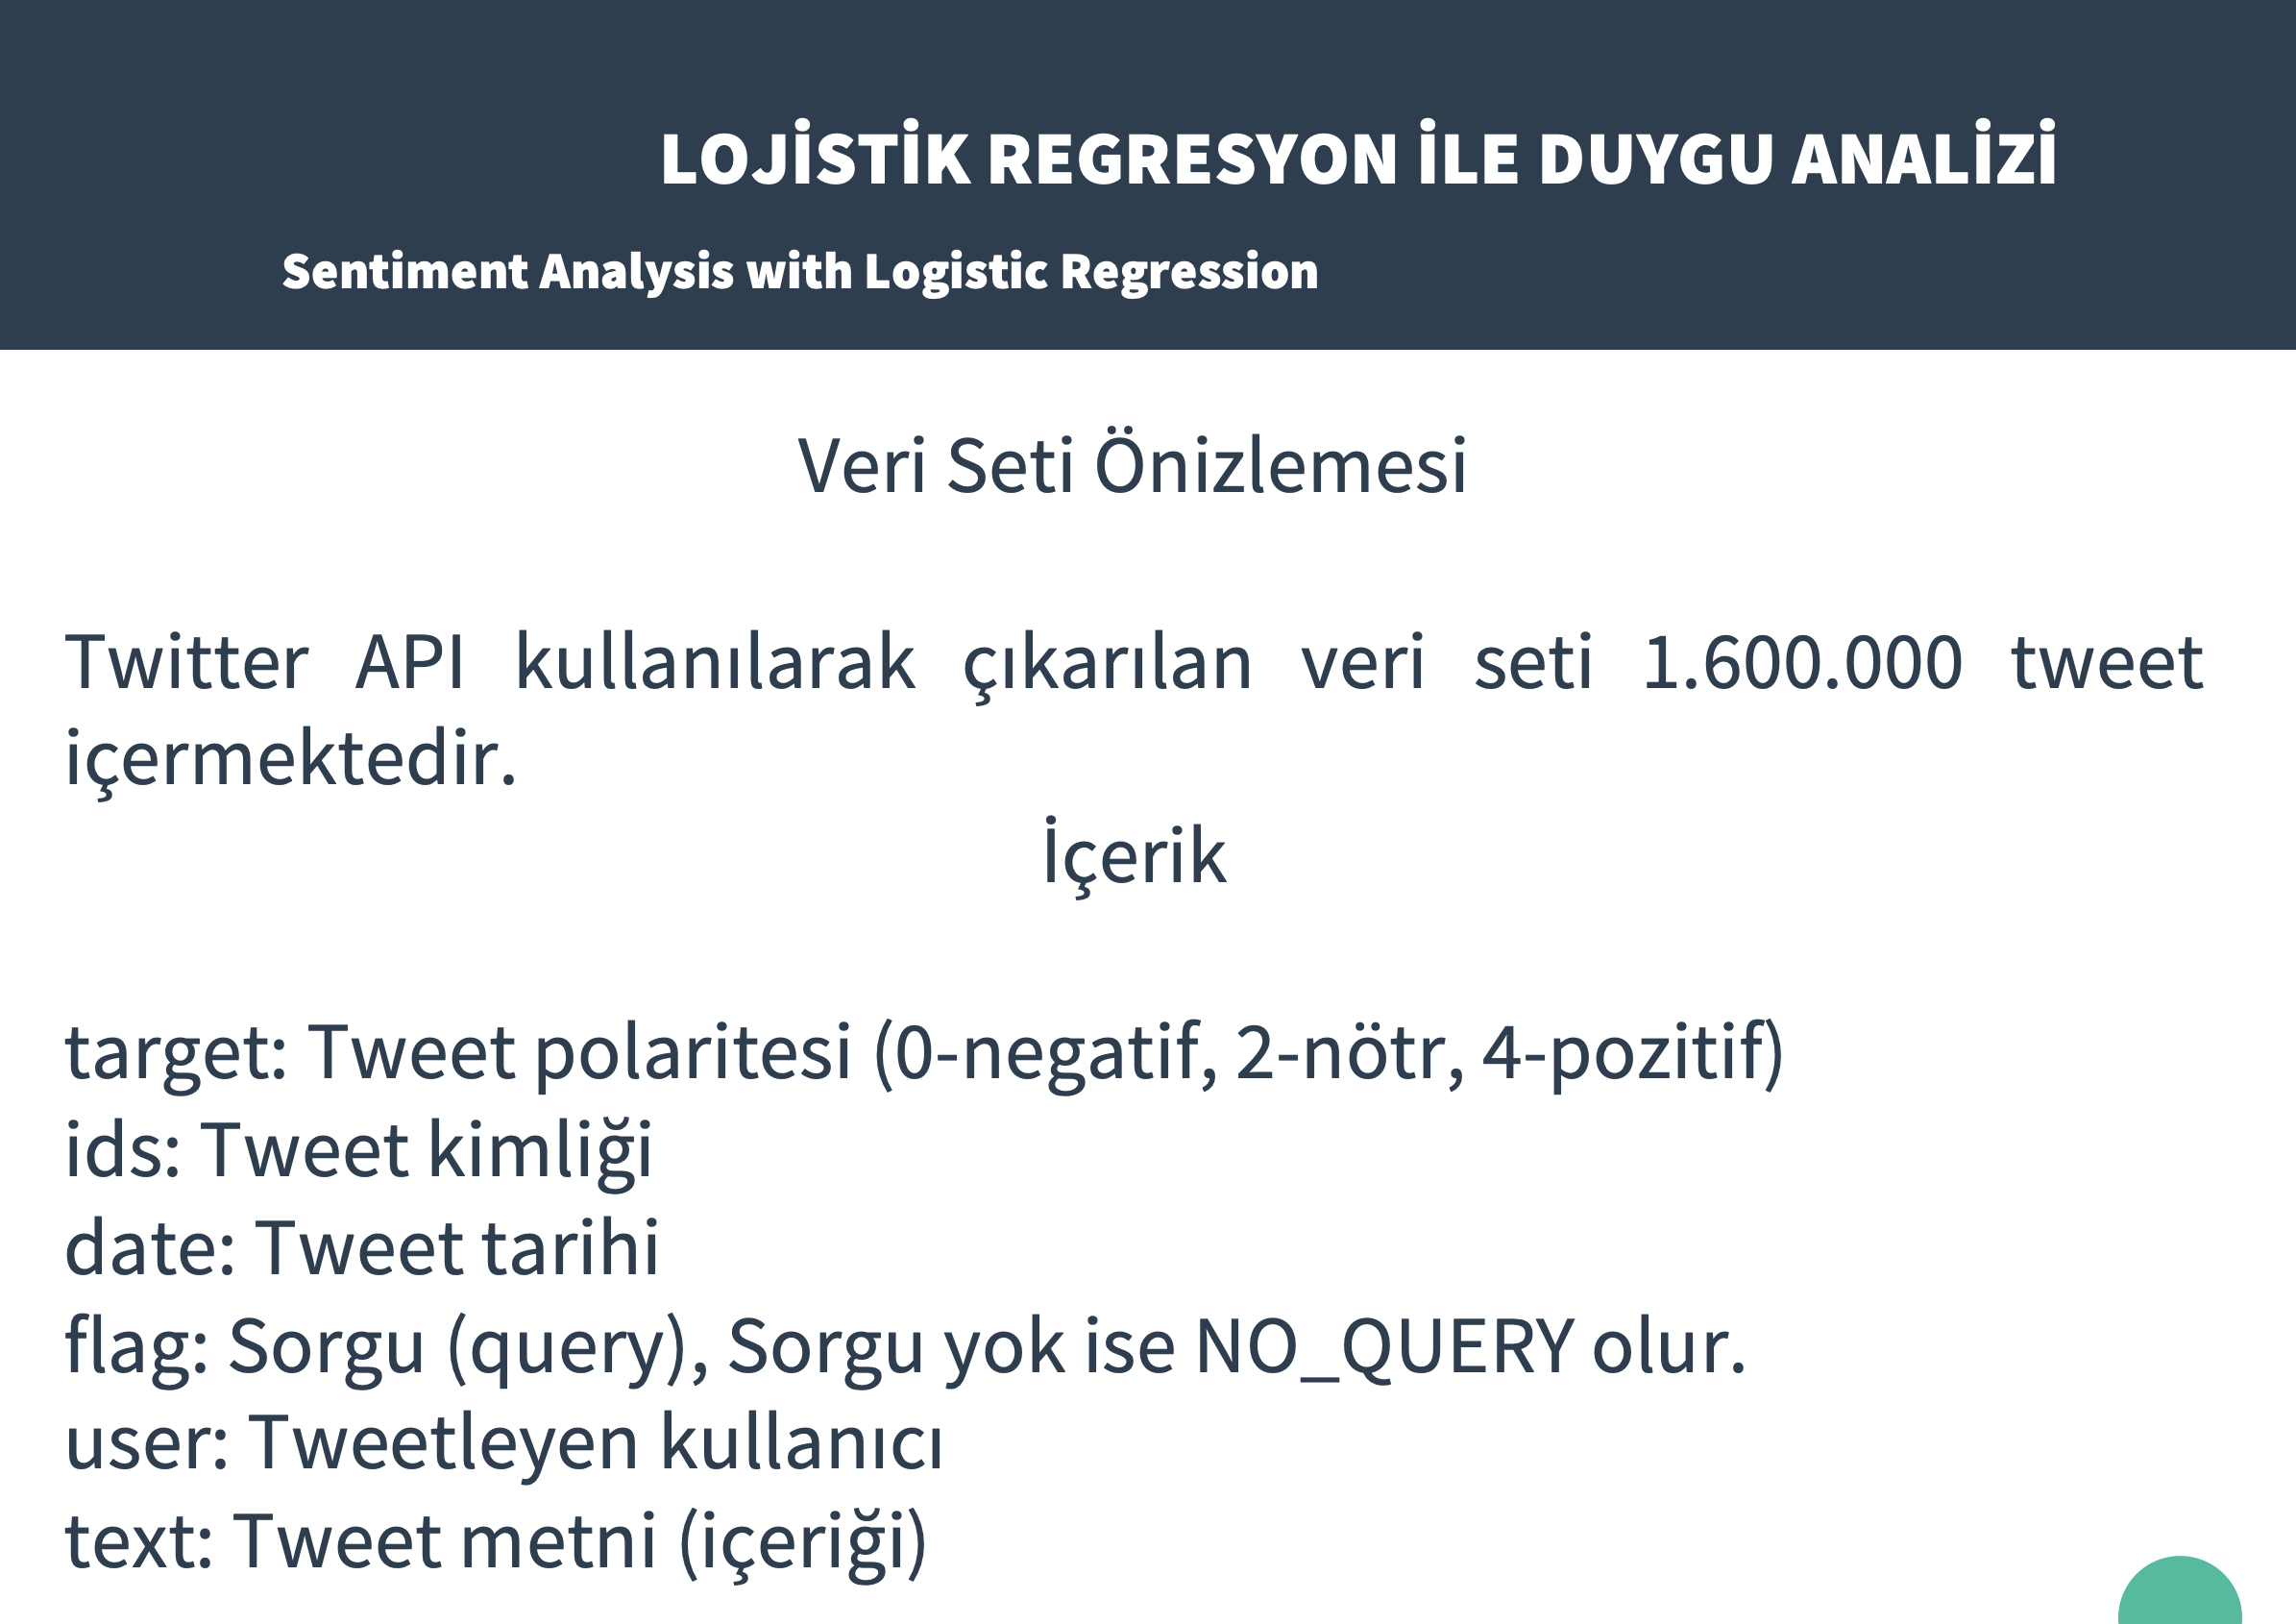 LOJİSTİK REGRESYON İLE DUYGU ANALİZİ
Sentiment Analysis with Logistic Regression
Veri Seti Önizlemesi
Twitter API kullanılarak çıkarılan veri seti 1.600.000 tweet
içermektedir.
İçerik
target: Tweet polaritesi (0-negatif, 2-nötr, 4-pozitif)
ids: Tweet kimliği
date: Tweet tarihi
flag: Sorgu (query), Sorgu yok ise NO_QUERY olur.
user: Tweetleyen kullanıcı
text: Tweet metni (içeriği)